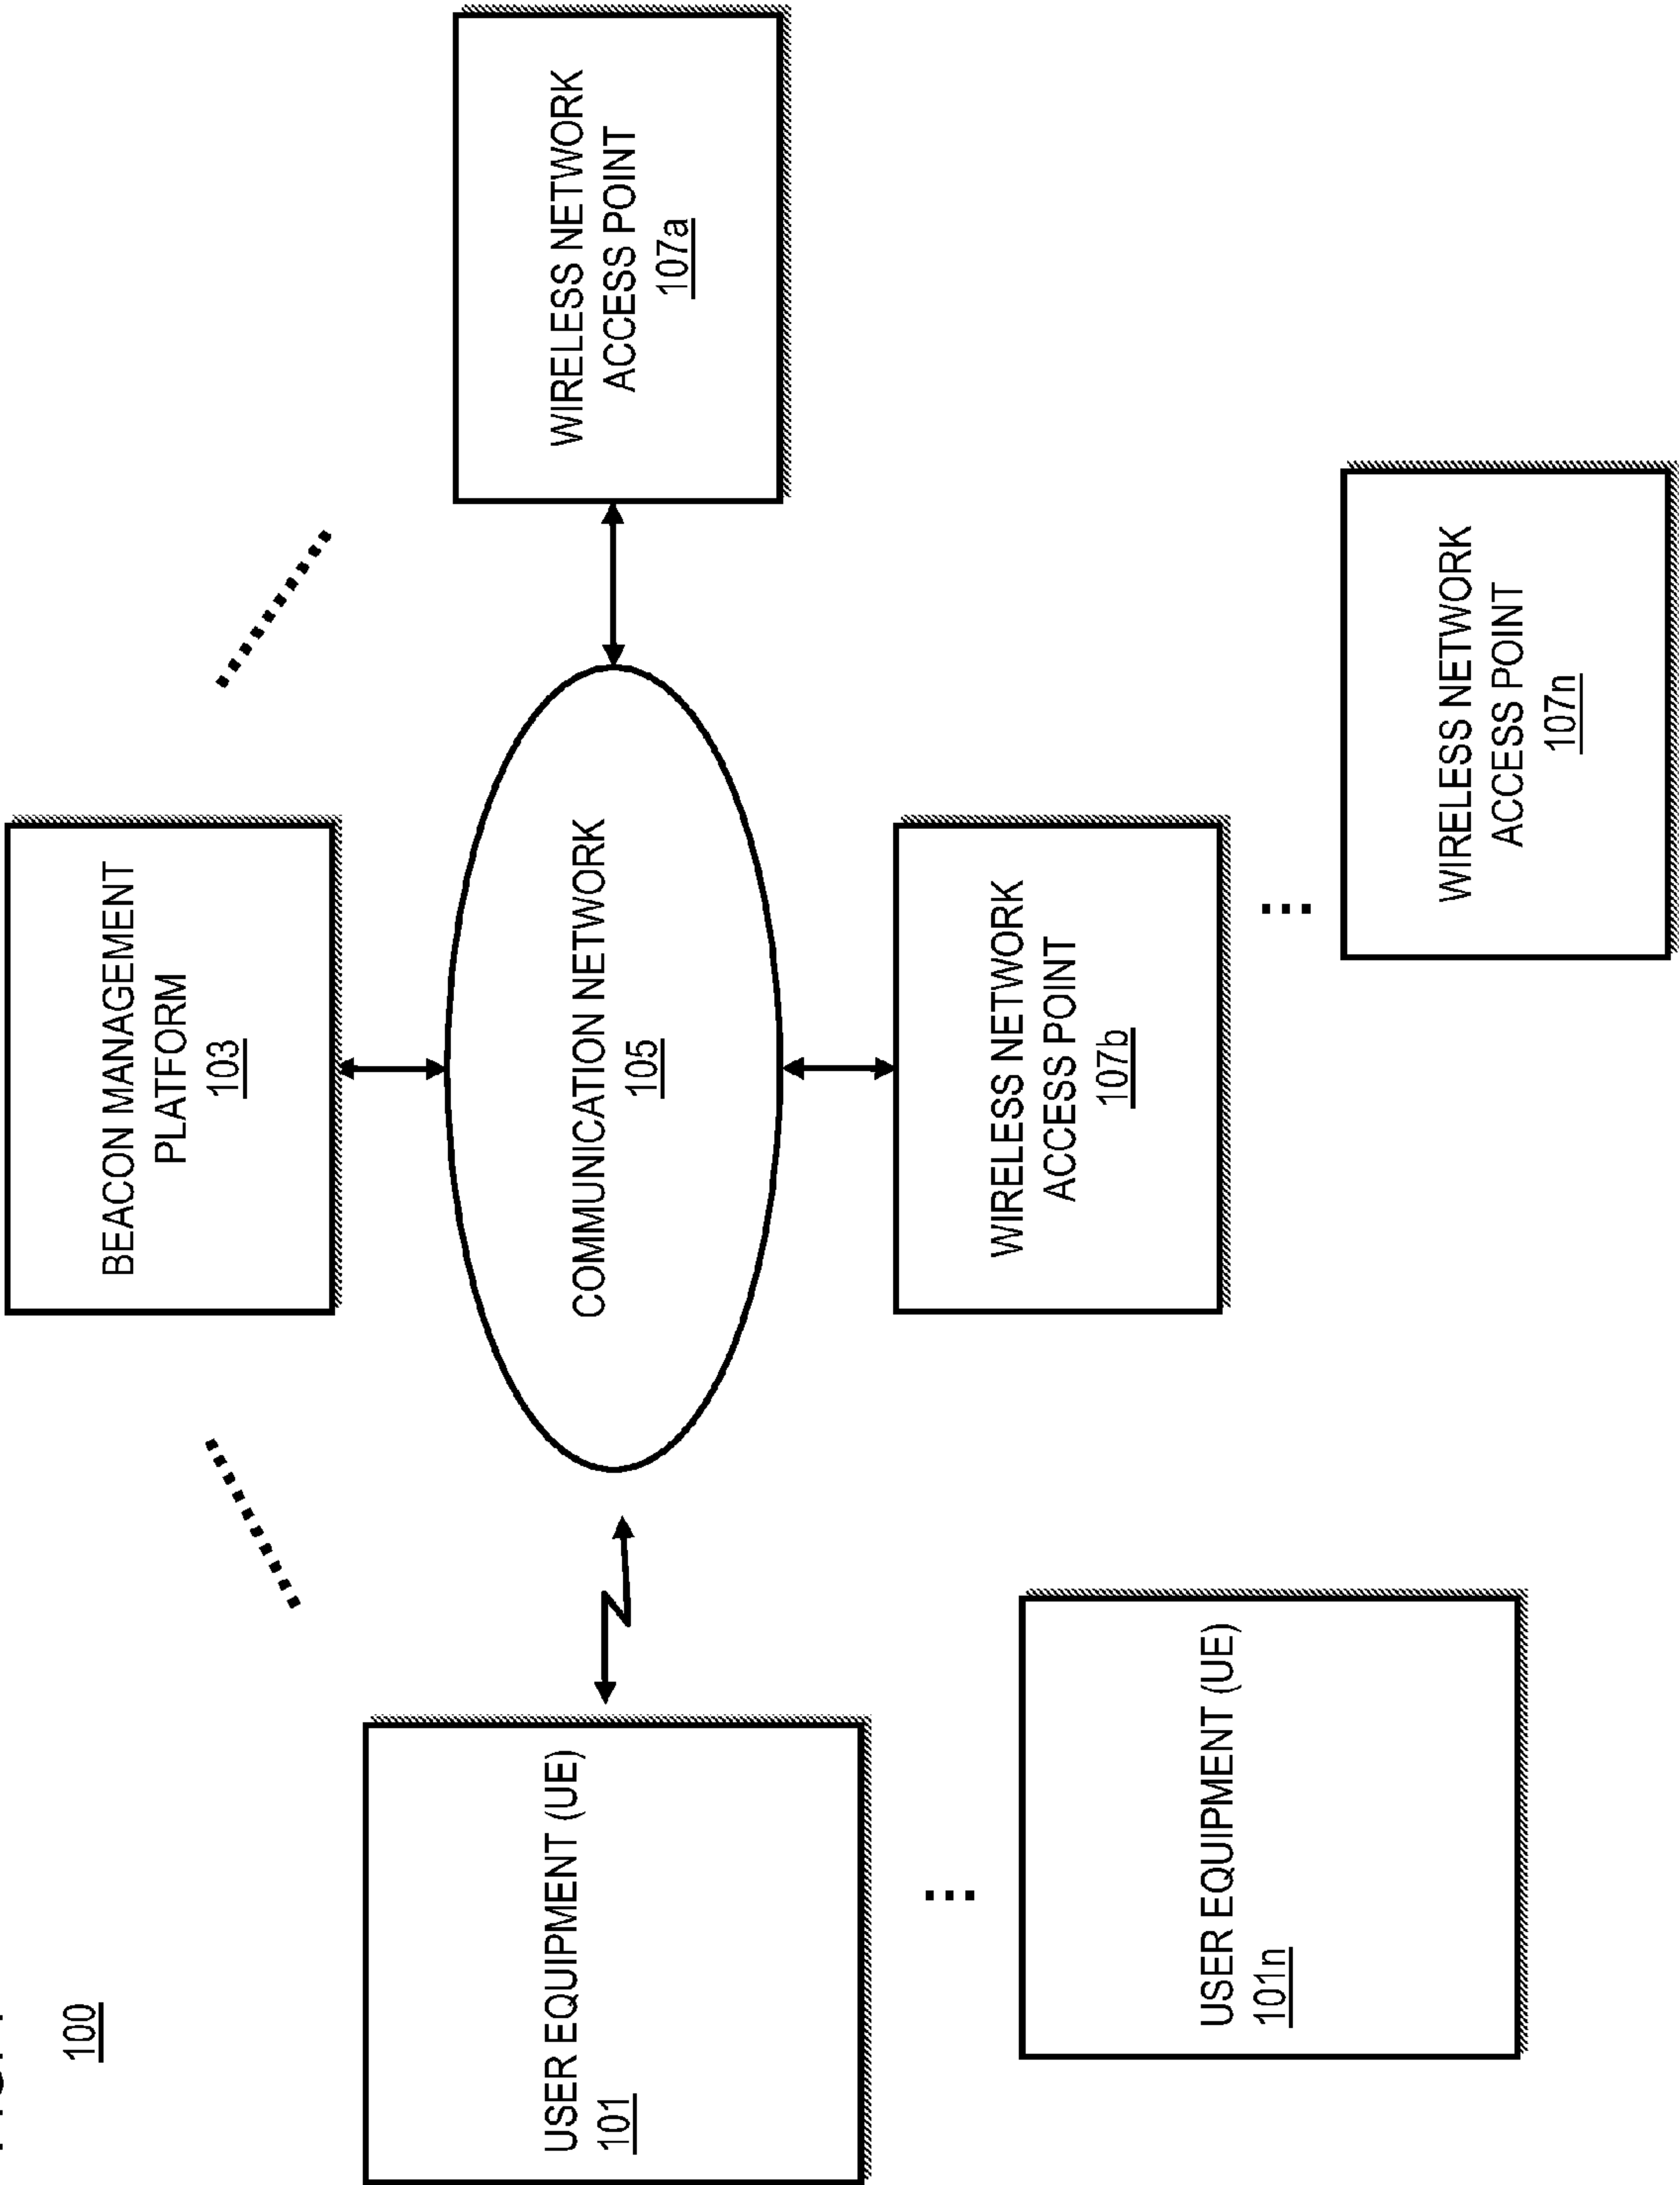 100
BEACON MANAGEMENT
PLATFORM
103
USER EQUIPMENT (UE)
101
COMMUNICATION NETWORK
105
WIRELESS NETWORK
ACCESS POINT
107a
WIRELESS NETWORK
ACCESS POINT
107b
USER EQUIPMENT (UE)
101n
WIRELESS NETWORK
ACCESS POINT
107n